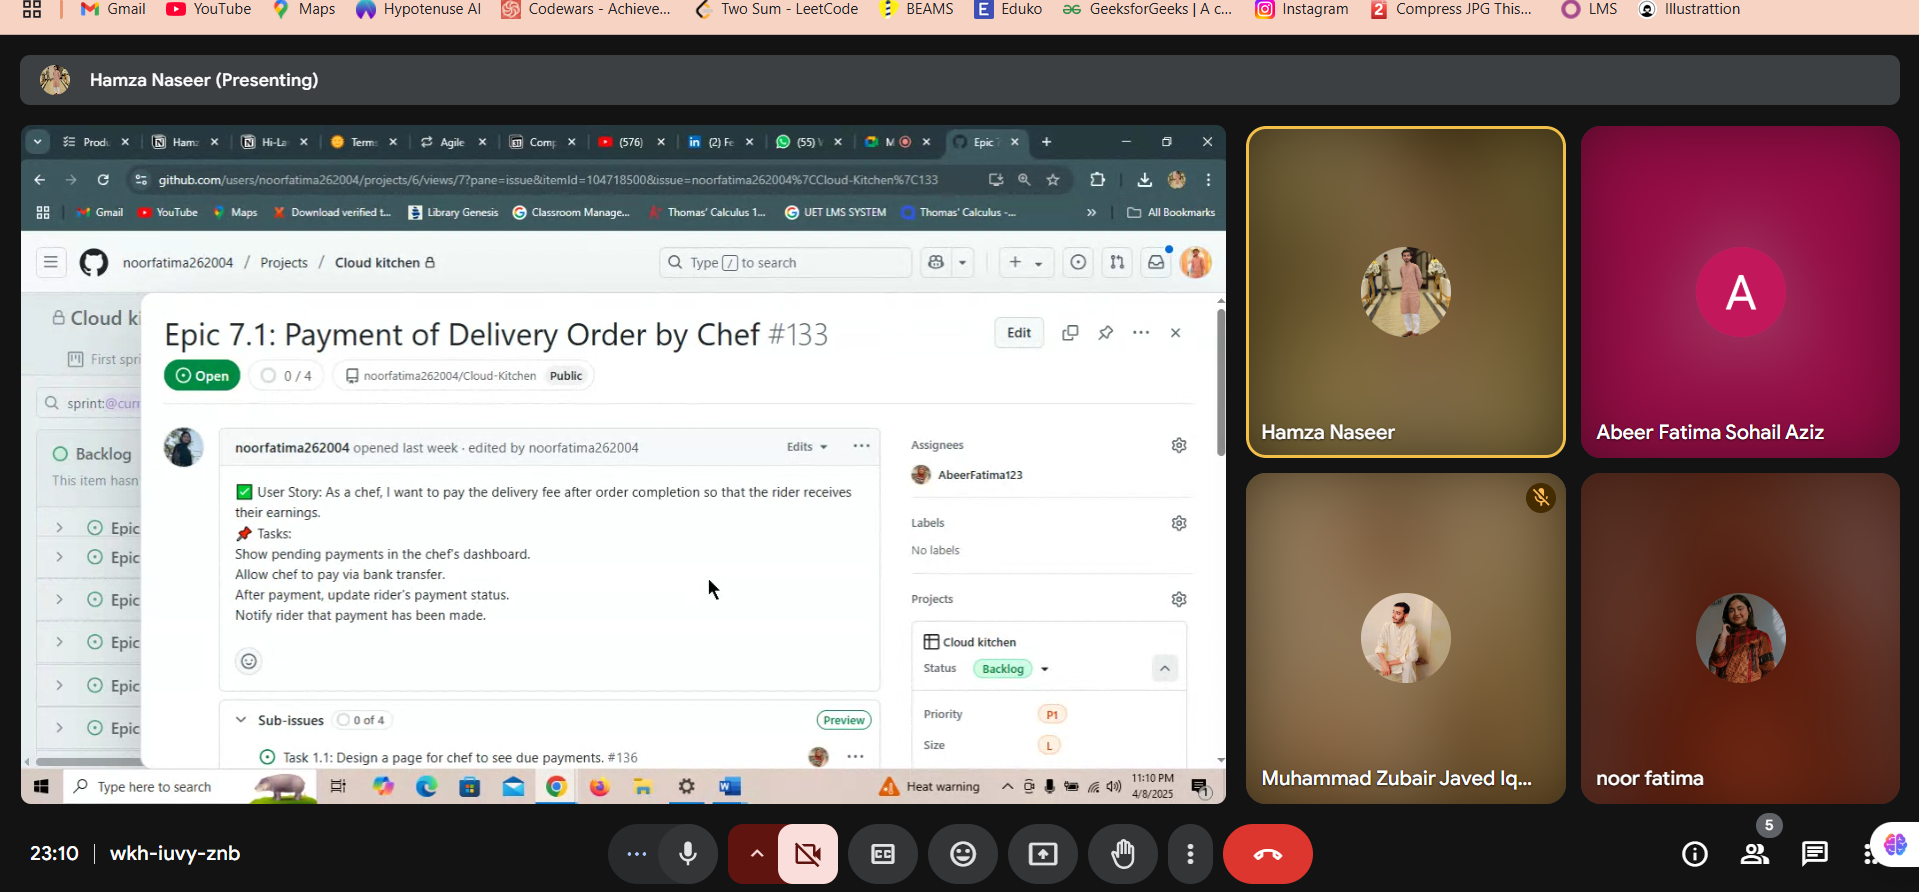 Gmail YouTube Maps Hypotenuse AI Codewars - Achieve... Two Sum - LeetCode BEAMS Eduko GeeksforGeeks | A c... Instagram Compress JPG This... LMS Illustrattion
Hamza Naseer (Presenting)
Produ Hamz Hi-La Term Agile Comp (576) (2) Fe (55) M Epic 7
github.com/users/noorfatima262004/projects/6/views/7?pane=issue&itemId=104718500&issue=noorfatima262004%7CCloud-Kitchen%7C133
Gmail YouTube Maps Download verified t... Library Genesis Classroom Manage... Thomas' Calculus 1... UET LMS SYSTEM Thomas' Calculus -... » All Bookmarks
noorfatima262004 / Projects / Cloud kitchen
Type / to search
Cloud ki
First spri
sprint:@curr
Backlog
This item hasn
Epic
Epic
Epic
Epic
Epic
Epic
Epic 7.1: Payment of Delivery Order by Chef #133
Edit
Open 0 / 4 noorfatima262004/Cloud-Kitchen Public
noorfatima262004 opened last week · edited by noorfatima262004 Edits
✅ User Story: As a chef, I want to pay the delivery fee after order completion so that the rider receives
their earnings.
📌 Tasks:
Show pending payments in the chef's dashboard.
Allow chef to pay via bank transfer.
After payment, update rider's payment status.
Notify rider that payment has been made.
Sub-issues 0 of 4 Preview
Task 1.1: Design a page for chef to see due payments. #136
Assignees
AbeerFatima123
Labels
No labels
Projects
Cloud kitchen
Status Backlog
Priority P1
Size L
Type here to search
Heat warning
11:10 PM
4/8/2025
1
Hamza Naseer
A
Abeer Fatima Sohail Aziz
Muhammad Zubair Javed Iq...
noor fatima
23:10 | wkh-iuvy-znb
CC
5